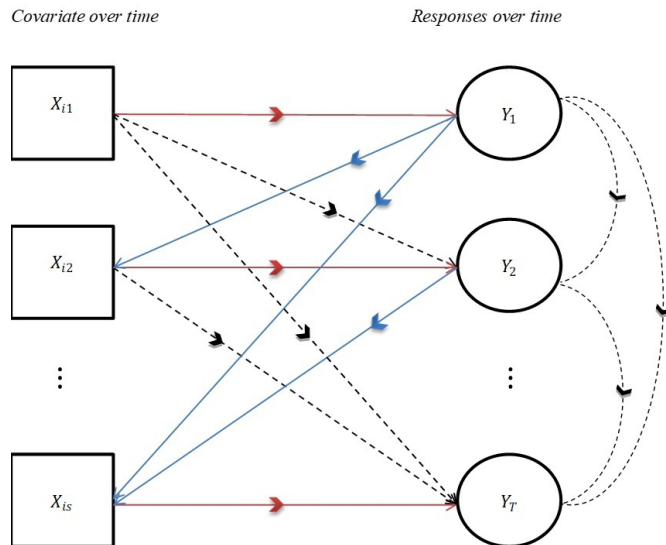 Covariate over time Responses over time
X_{i1} Y_1
X_{i2} Y_2
⋮ ⋮
X_{is} Y_T